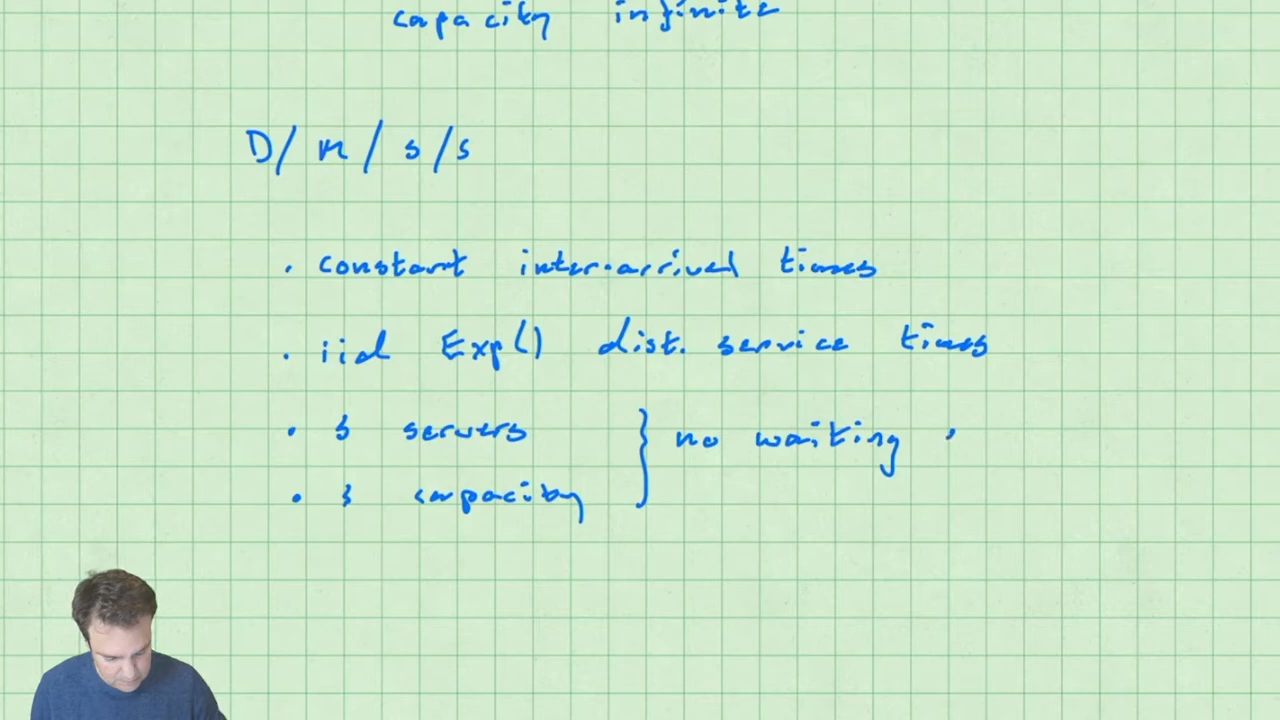 capacity infinite
D/ M / s/s
· constant inter-arrival times
· iid Exp() dist. service times
· s servers } no waiting
· s capacity